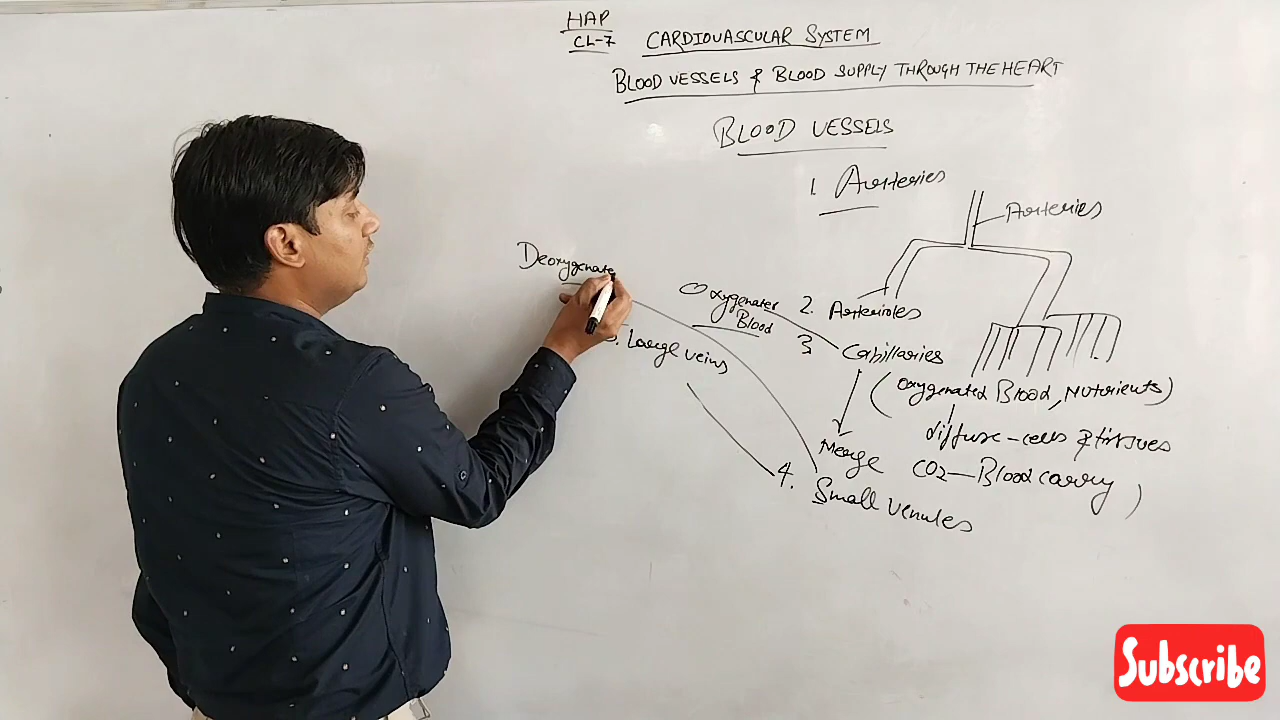 HAP
CL-7
CARDIOVASCULAR SYSTEM
BLOOD VESSELS & BLOOD SUPPLY THROUGH THE HEART
BLOOD VESSELS
1. Arteries
Arteries
Deoxygenate
Oxygenated
Blood
2. Arterioles
3. Capillaries
(Oxygenated Blood, Nutrients)
diffuse - cells & tissues
CO2 — Blood carry )
Merge
4. Small venules
5. Large veins
Subscribe